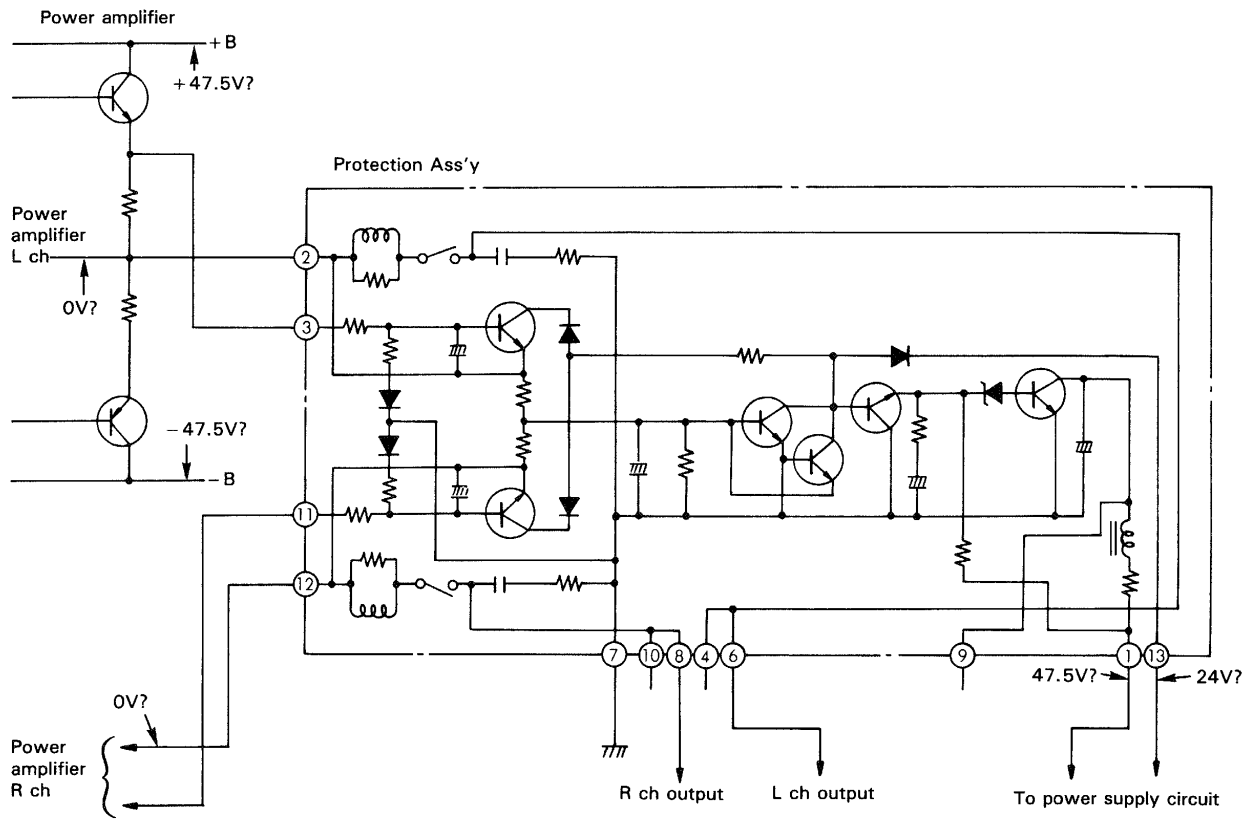 Power amplifier
+B
+47.5V?
Protection Ass'y
Power
amplifier
L ch
2
0V?
3
−47.5V?
−B
11
12
7
10
8
4
6
9
1
13
47.5V?
24V?
0V?
Power
amplifier
R ch
R ch output
L ch output
To power supply circuit